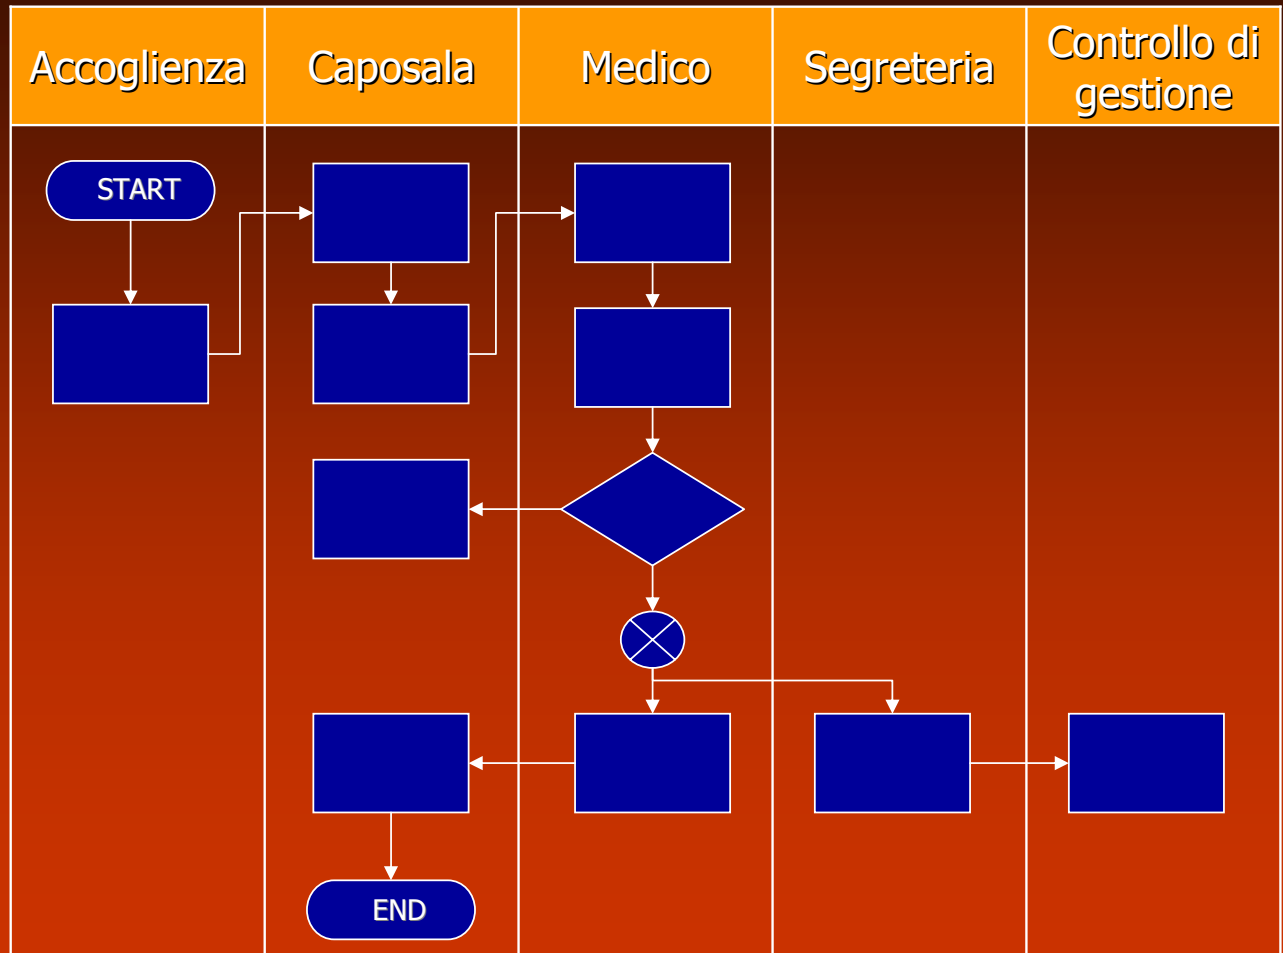 Accoglienza
Caposala
Medico
Segreteria
Controllo di
gestione
START
END